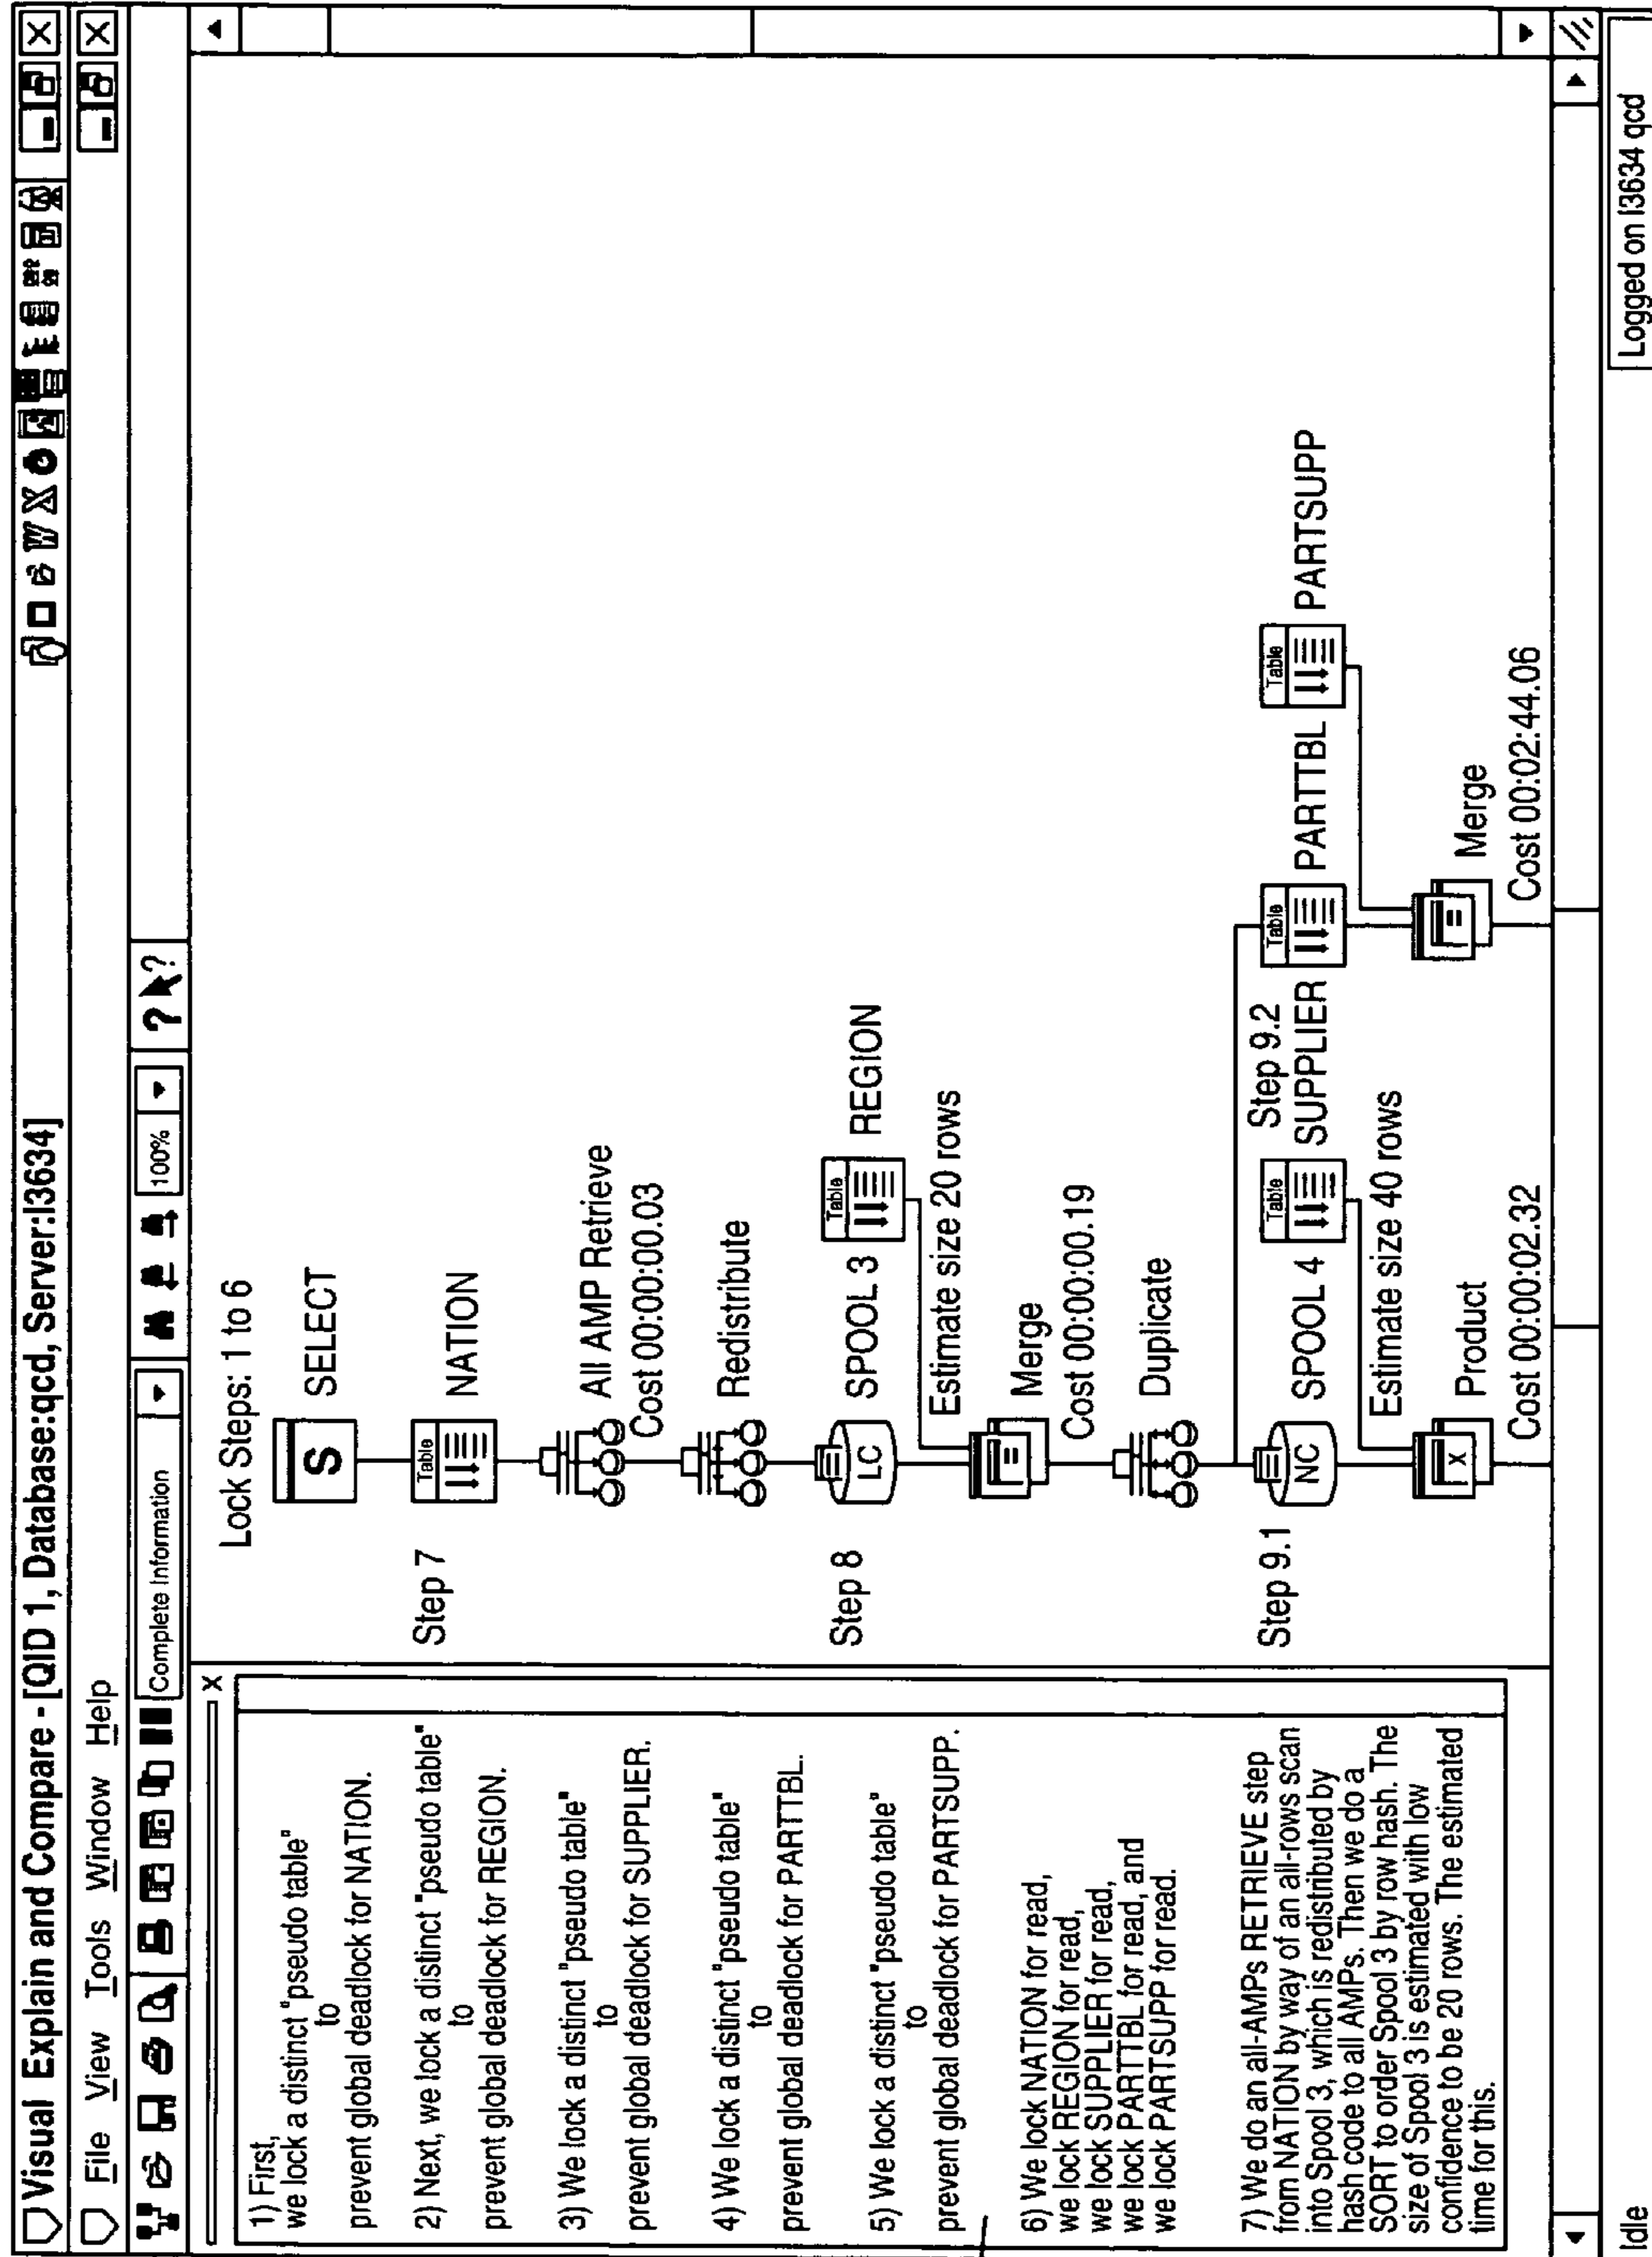 Visual Explain and Compare - [QID 1, Database:qcd, Server:l3634]
File View Tools Window Help
Complete Information
100%
?
?
1) First,
we lock a distinct "pseudo table"
to
prevent global deadlock for NATION.
2) Next, we lock a distinct "pseudo table"
to
prevent global deadlock for REGION.
3) We lock a distinct "pseudo table"
to
prevent global deadlock for SUPPLIER.
4) We lock a distinct "pseudo table"
to
prevent global deadlock for PARTTBL.
5) We lock a distinct "pseudo table"
to
prevent global deadlock for PARTSUPP.
6) We lock NATION for read,
we lock REGION for read,
we lock SUPPLIER for read,
we lock PARTTBL for read, and
we lock PARTSUPP for read.
7) We do an all-AMPs RETRIEVE step
from NATION by way of an all-rows scan
into Spool 3, which is redistributed by
hash code to all AMPs. Then we do a
SORT to order Spool 3 by row hash. The
size of Spool 3 is estimated with low
confidence to be 20 rows. The estimated
time for this.
Lock Steps: 1 to 6
S
SELECT
Step 7
Table
NATION
All AMP Retrieve
Cost 00:00:00.03
Redistribute
Step 8
LC
SPOOL 3
Table
REGION
Estimate size 20 rows
=
Merge
Cost 00:00:00.19
Duplicate
Step 9.1
NC
SPOOL 4
Table
Step 9.2
SUPPLIER
Table
PARTTBL
Table
PARTSUPP
Estimate size 40 rows
X
Product
Cost 00:00:02.32
=
Merge
Cost 00:02:44.06
Idle
Logged on l3634 qcd